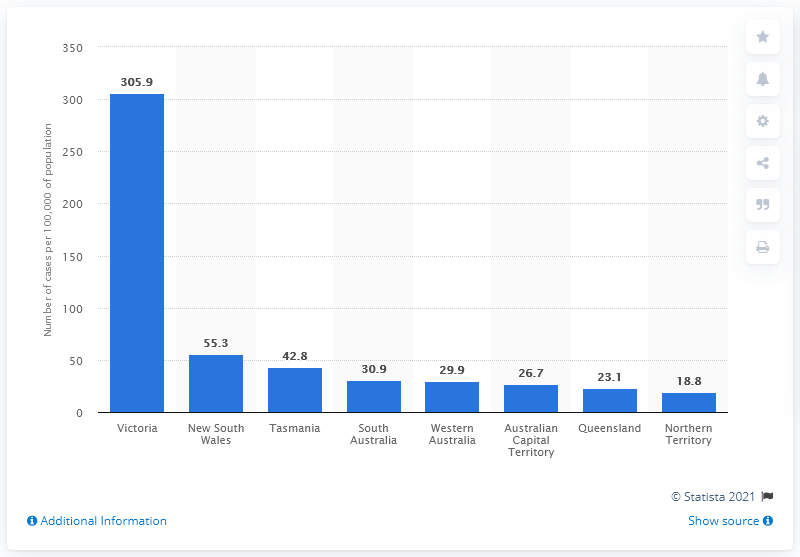 350
300
250
200
150
100
50
0
Number of cases per 100,000 of population
305.9
55.3
42.8
30.9
29.9
26.7
23.1
18.8
Victoria
New South
Wales
Tasmania
South
Australia
Western
Australia
Australian
Capital
Territory
Queensland
Northern
Territory
© Statista 2021
Additional Information
Show source